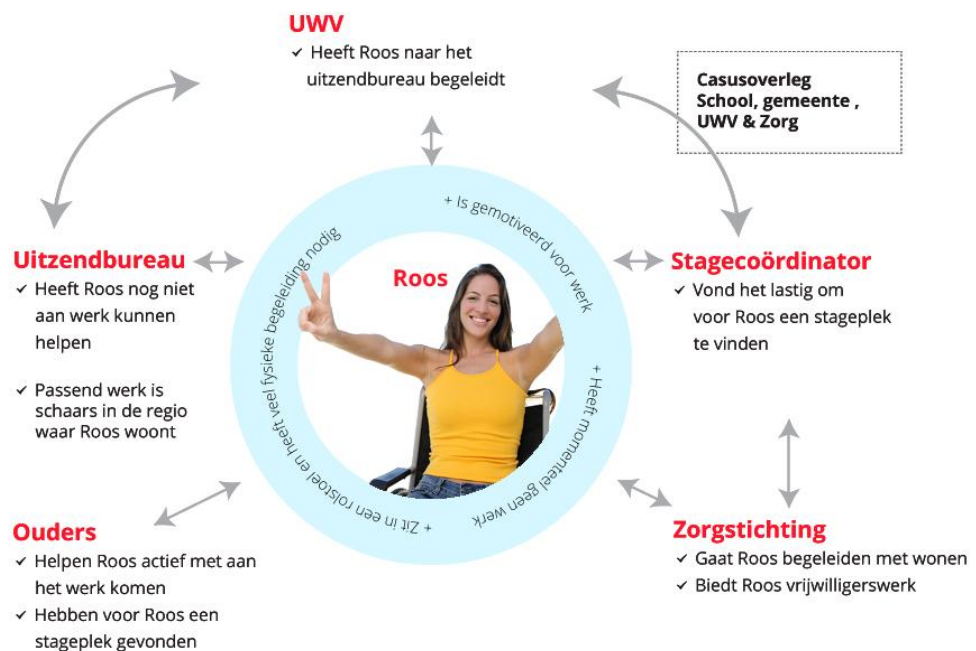 UWV
✓ Heeft Roos naar het
uitzendbureau begeleidt
Casusoverleg
School, gemeente ,
UWV & Zorg
Uitzendbureau
✓ Heeft Roos nog niet
aan werk kunnen
helpen
✓ Passend werk is
schaars in de regio
waar Roos woont
Roos
+ Is gemotiveerd voor werk
+ Heeft momenteel geen werk
+ Zit in een rolstoel en heeft veel fysieke begeleiding nodig
Stagecoördinator
✓ Vond het lastig om
voor Roos een stageplek
te vinden
Ouders
✓ Helpen Roos actief met aan
het werk komen
✓ Hebben voor Roos een
stageplek gevonden
Zorgstichting
✓ Gaat Roos begeleiden met wonen
✓ Biedt Roos vrijwilligerswerk